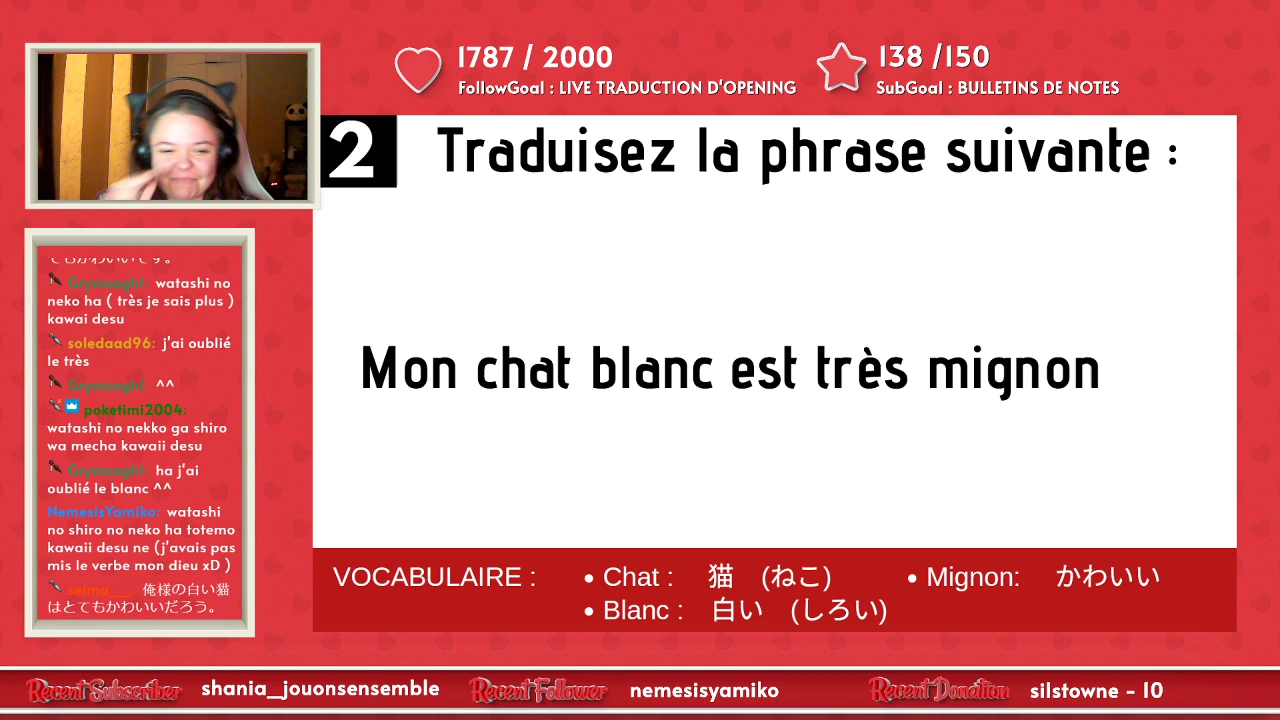 1787 / 2000
FollowGoal : LIVE TRADUCTION D'OPENING
138 /150
SubGoal : BULLETINS DE NOTES
2
Traduisez la phrase suivante :
Mon chat blanc est très mignon
Grymzagh1: watashi no
neko ha ( très je sais plus )
kawai desu
soledaad96: j'ai oublié
le très
Grymzagh1: ^^
poketimi2004:
watashi no nekko ga shiro
wa mecha kawaii desu
Grymzagh1: ha j'ai
oublié le blanc ^^
NemesisYamiko: watashi
no shiro no neko ha totemo
kawaii desu ne (j'avais pas
mis le verbe mon dieu xD )
俺様の白い猫
はとてもかわいいだろう。
VOCABULAIRE :
• Chat : 猫 (ねこ)
• Mignon: かわいい
• Blanc : 白い (しろい)
Recent Subscriber
shania_jouonsensemble
Recent Follower
nemesisyamiko
Recent Donation
silstowne - 10